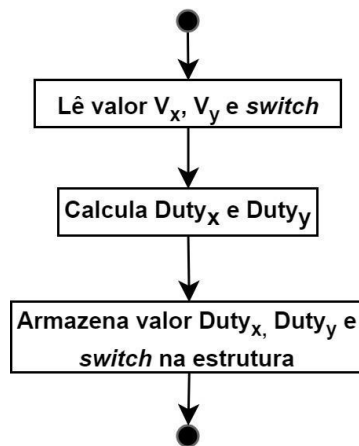 Lê valor Vx, Vy e switch
Calcula Dutyx e Dutyy
Armazena valor Dutyx, Dutyy e
switch na estrutura